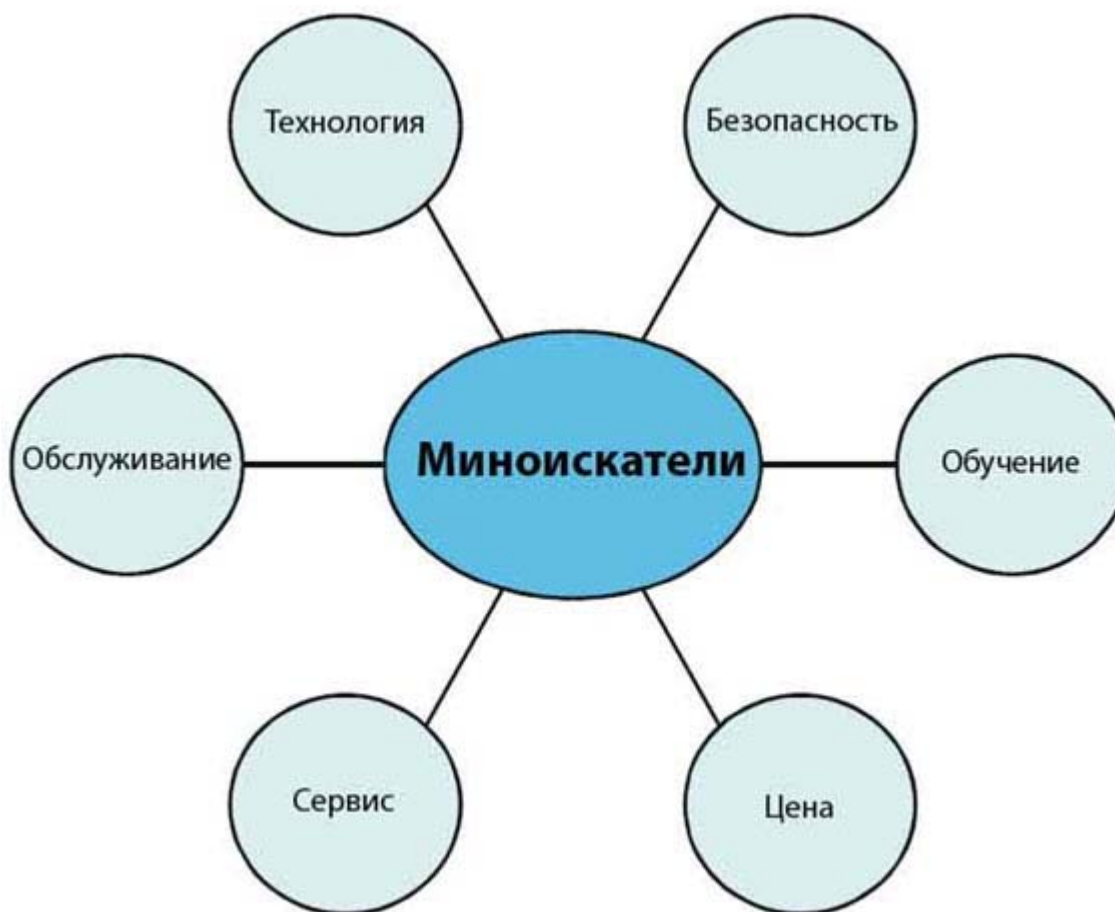 Технология
Безопасность
Обслуживание
Миноискатели
Обучение
Сервис
Цена